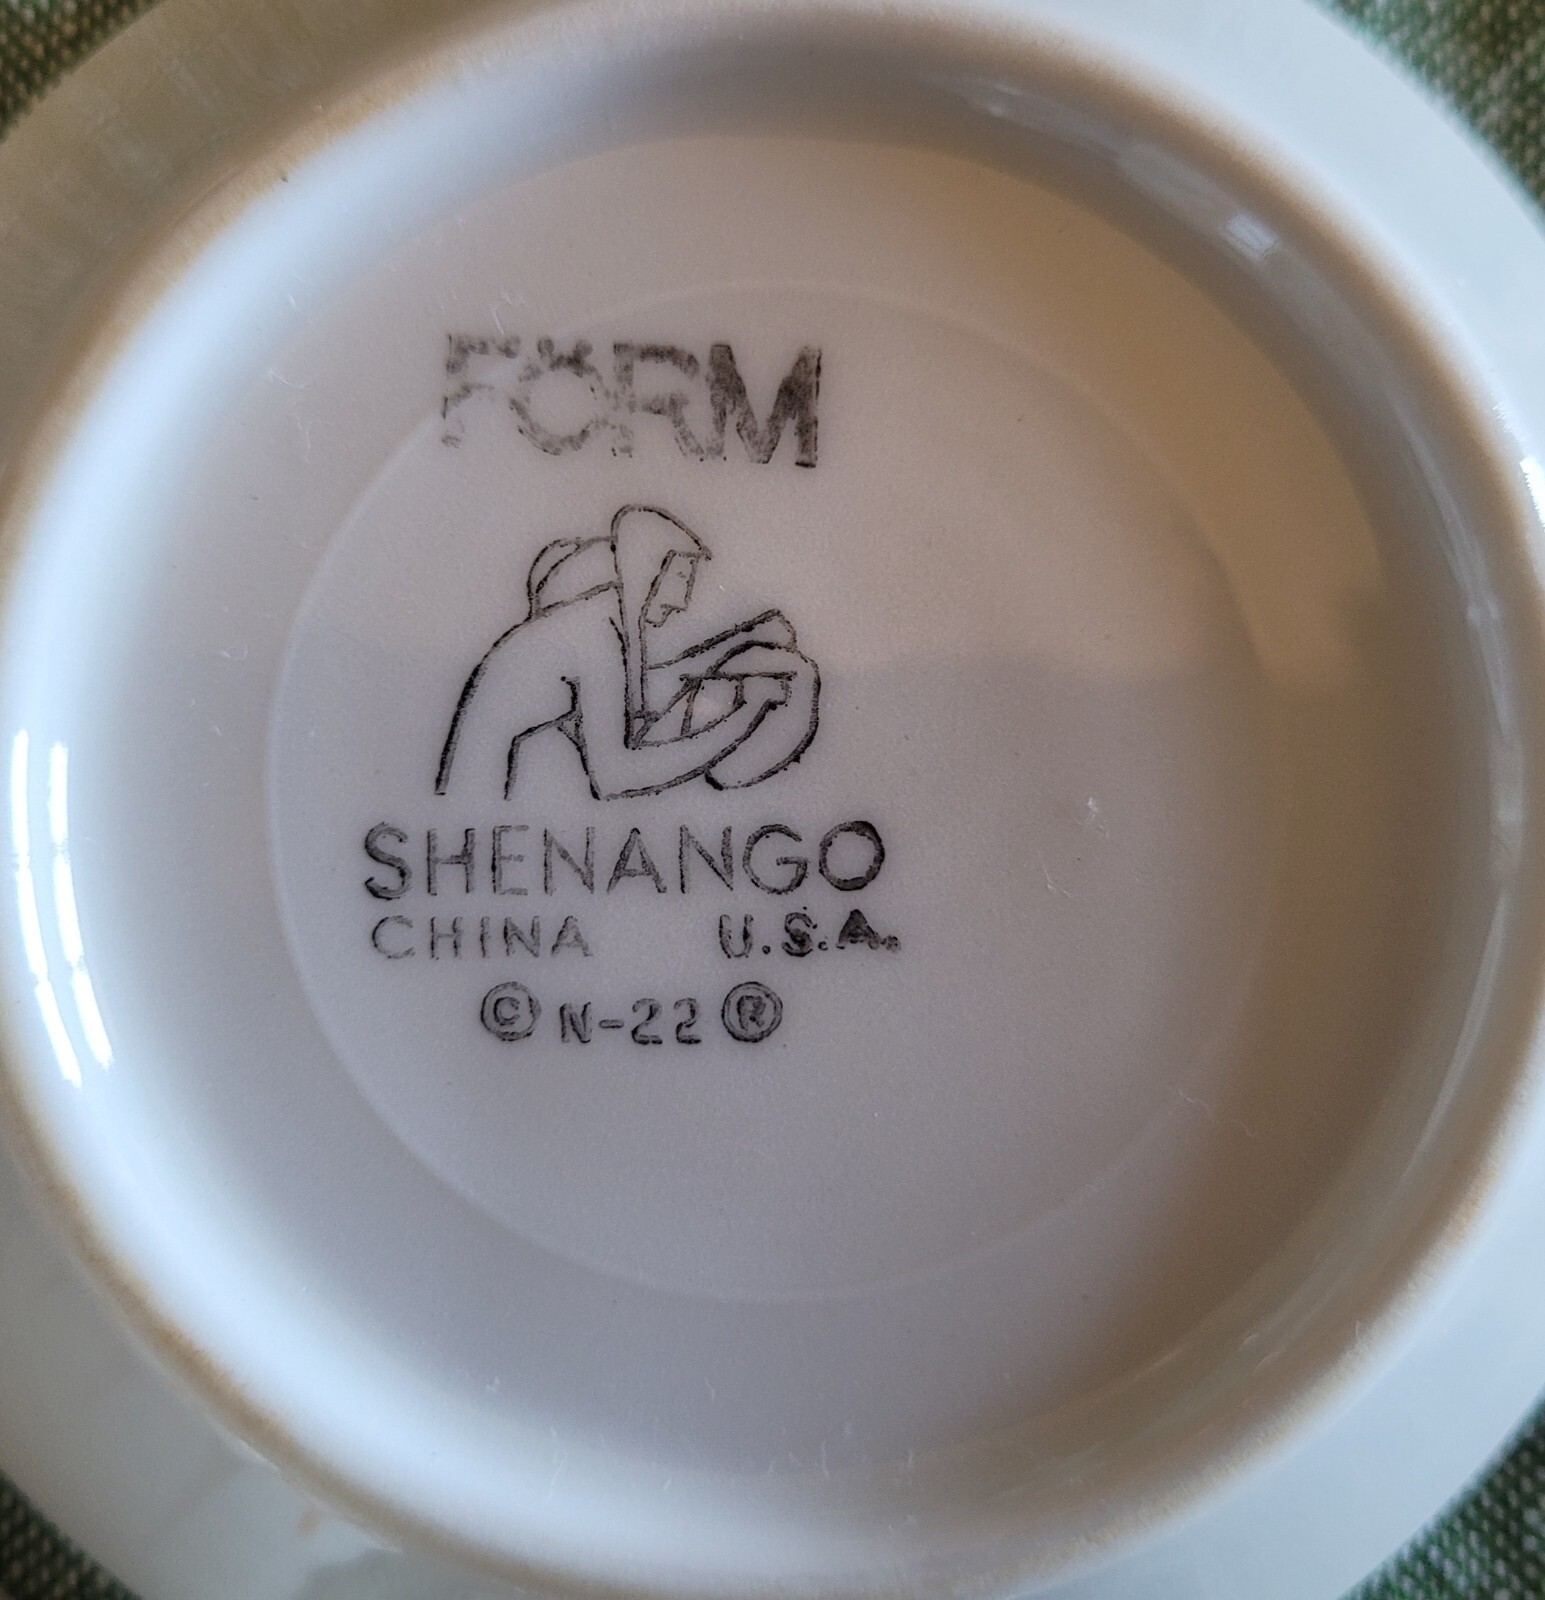 FORM
SHENANGO
CHINA U.S.A.
© N-22 ®